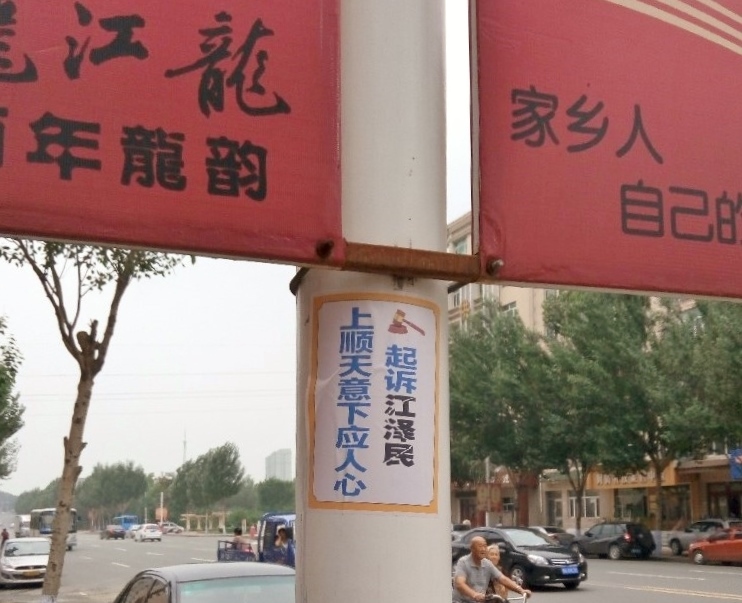 江龍
年龍韵
家乡人
自己的
起诉江泽民
上顺天意下应人心